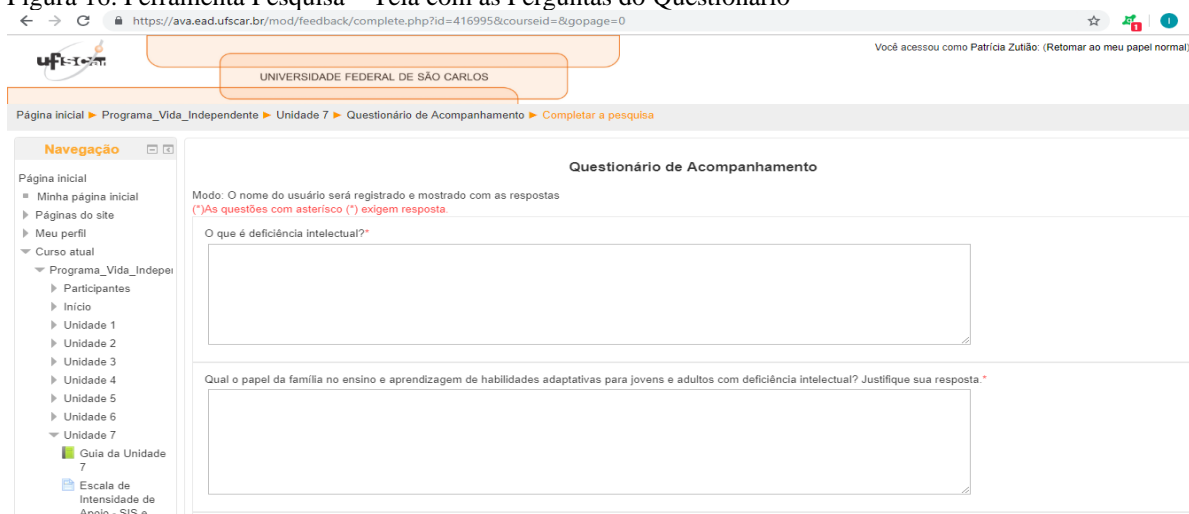 Figura 16: Ferramenta Pesquisa – Tela com as Perguntas do Questionário
https://ava.ead.ufscar.br/mod/feedback/complete.php?id=416995&courseid=&gopage=0
1
I
ufscar
UNIVERSIDADE FEDERAL DE SÃO CARLOS
Você acessou como Patrícia Zutião: (Retomar ao meu papel normal)
Página inicial ► Programa_Vida_Independente ► Unidade 7 ► Questionário de Acompanhamento ► Completar a pesquisa
Navegação
Página inicial
Minha página inicial
Páginas do site
Meu perfil
Curso atual
Programa_Vida_Indeper
Participantes
Início
Unidade 1
Unidade 2
Unidade 3
Unidade 4
Unidade 5
Unidade 6
Unidade 7
Guia da Unidade
7
Escala de
Intensidade de
Apoio - SIS e
Questionário de Acompanhamento
Modo: O nome do usuário será registrado e mostrado com as respostas
(*)As questões com asterísco (*) exigem resposta.
O que é deficiência intelectual?*
Qual o papel da família no ensino e aprendizagem de habilidades adaptativas para jovens e adultos com deficiência intelectual? Justifique sua resposta.*